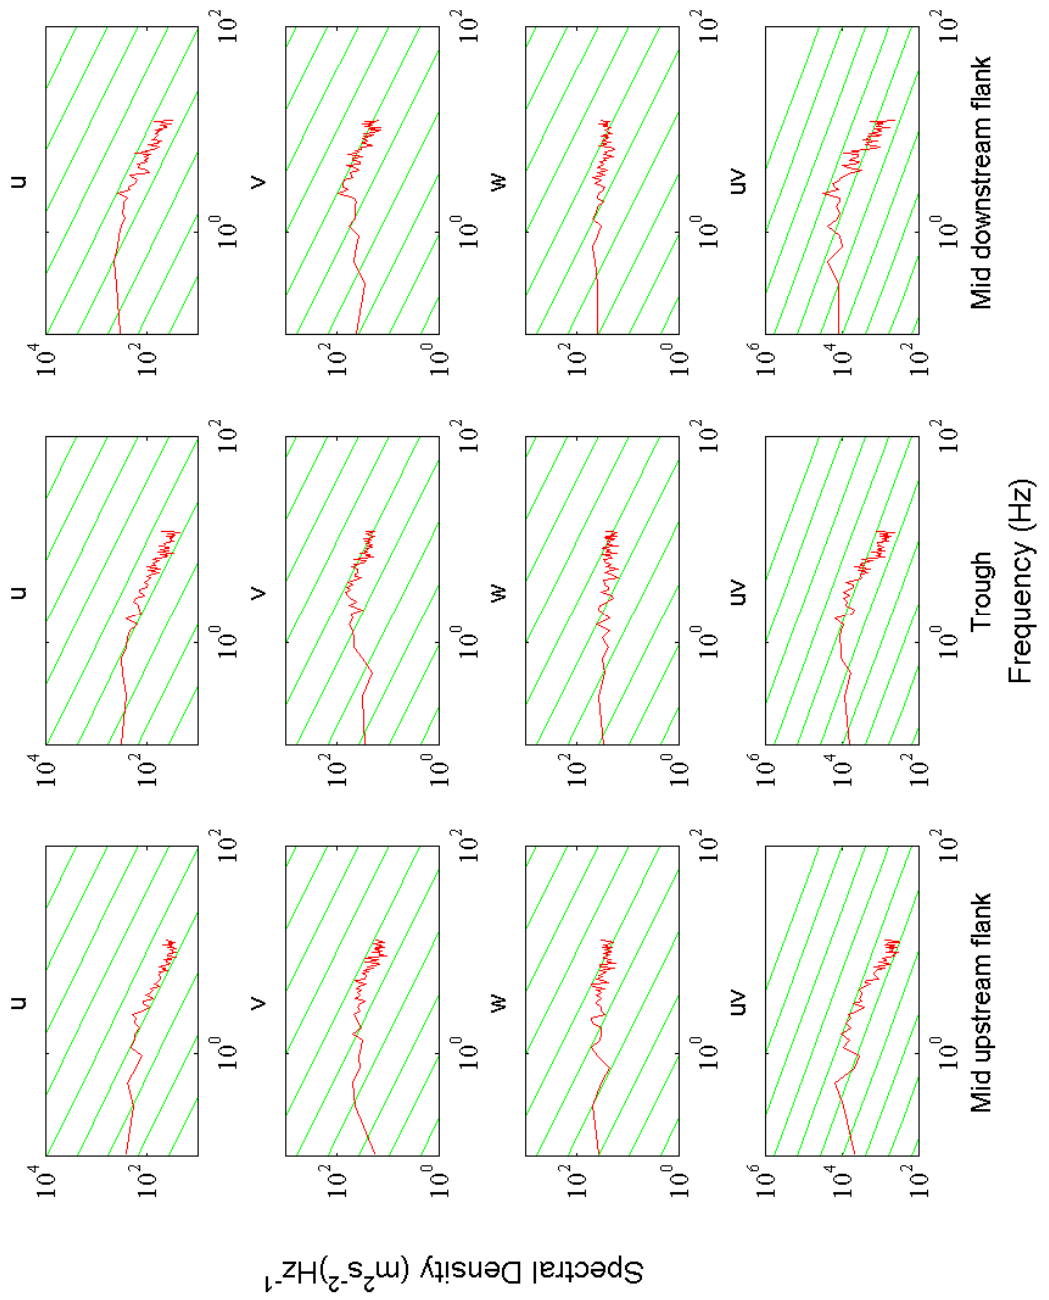 u u u
10⁴ 10⁴ 10⁴
10² 10² 10²
10⁰ 10² 10⁰ 10² 10⁰ 10²
v v v
10² 10² 10²
10⁰ 10⁰ 10⁰
10⁰ 10² 10⁰ 10² 10⁰ 10²
w w w
10² 10² 10²
10⁰ 10⁰ 10⁰
10⁰ 10² 10⁰ 10² 10⁰ 10²
uv uv uv
10⁶ 10⁶ 10⁶
10⁴ 10⁴ 10⁴
10² 10² 10²
10⁰ 10² 10⁰ 10² 10⁰ 10²
Mid upstream flank Trough Mid downstream flank
Frequency (Hz)
Spectral Density (m²s⁻²)Hz⁻¹